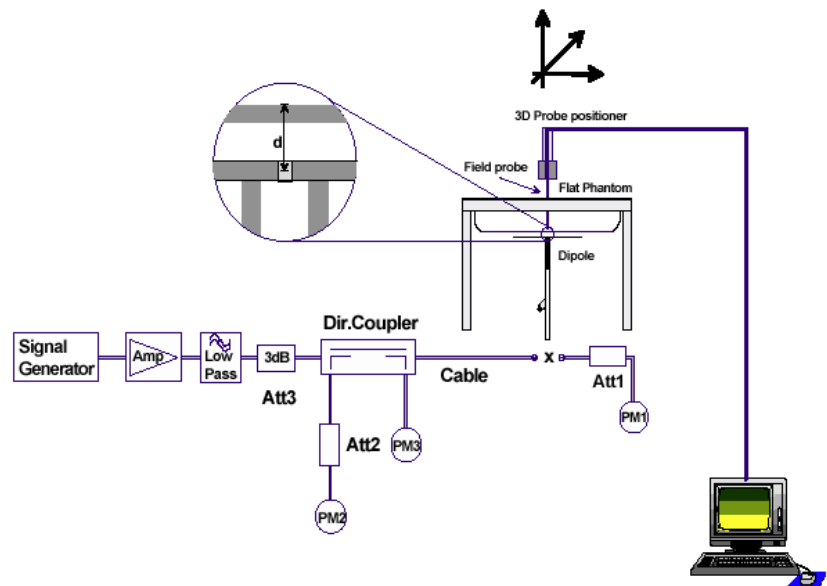 3D Probe positioner
d
Field probe
Flat Phantom
Dipole
Dir.Coupler
Signal
Generator
Amp
Low
Pass
3dB
Att3
Cable
x
Att1
PM1
Att2
PM3
PM2